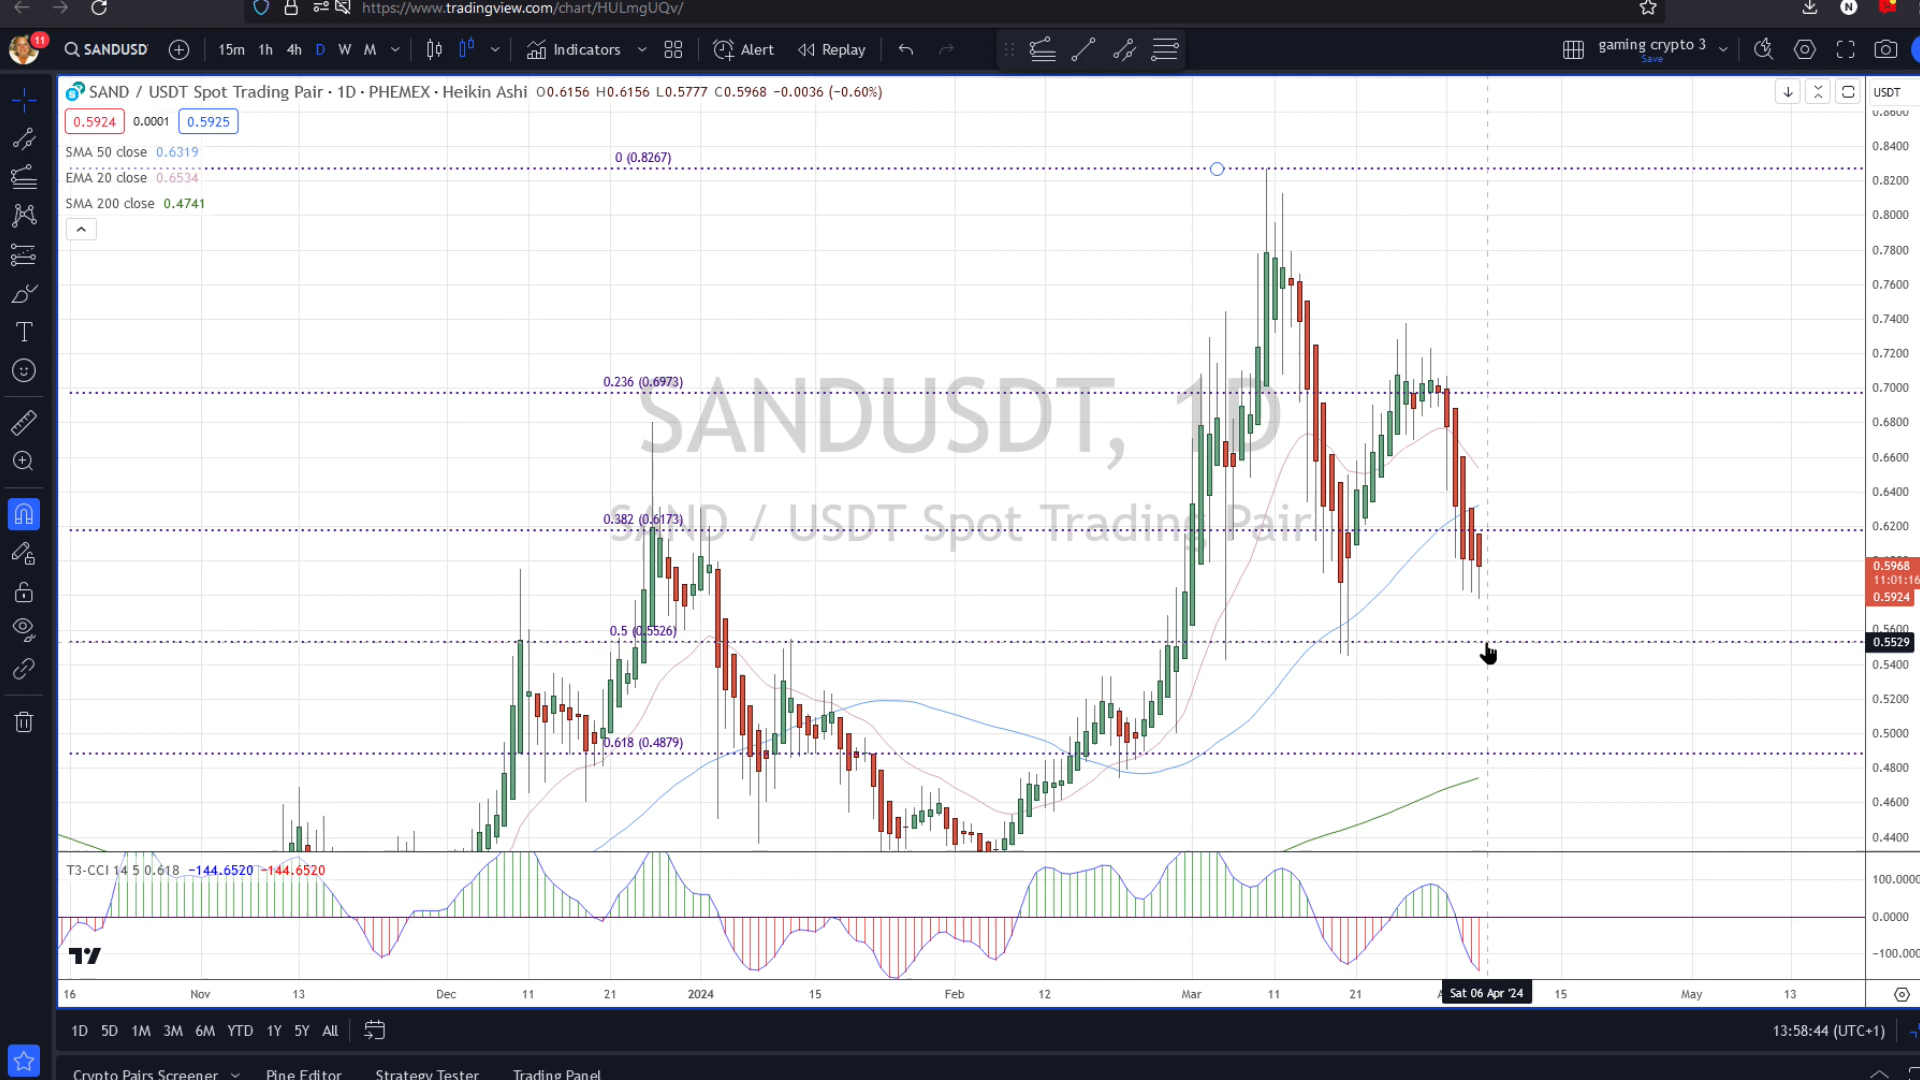 https://www.tradingview.com/chart/HULmgUQv/
N
11
SANDUSD
15m 1h 4h D W M
Indicators
Alert
Replay
gaming crypto 3
Save
SAND / USDT Spot Trading Pair · 1D · PHEMEX · Heikin Ashi O0.6156 H0.6156 L0.5777 C0.5968 −0.0036 (−0.60%)
USDT
0.5924 0.0001 0.5925
SMA 50 close 0.6319
EMA 20 close 0.6534
SMA 200 close 0.4741
0 (0.8267)
0.236 (0.6973)
0.382 (0.6173)
0.5 (0.5526)
0.618 (0.4879)
SANDUSDT, 1D
SAND / USDT Spot Trading Pair
0.8600
0.8400
0.8200
0.8000
0.7800
0.7600
0.7400
0.7200
0.7000
0.6800
0.6600
0.6400
0.6200
0.5968
11:01:16
0.5924
0.5600
0.5529
0.5400
0.5200
0.5000
0.4800
0.4600
0.4400
T3-CCI 14 5 0.618 −144.6520 −144.6520
100.0000
0.0000
−100.000
16 Nov 13 Dec 11 21 2024 15 Feb 12 Mar 11 21 Sat 06 Apr '24 15 May 13
1D 5D 1M 3M 6M YTD 1Y 5Y All
13:58:44 (UTC+1)
Crypto Pairs Screener Pine Editor Strategy Tester Trading Panel